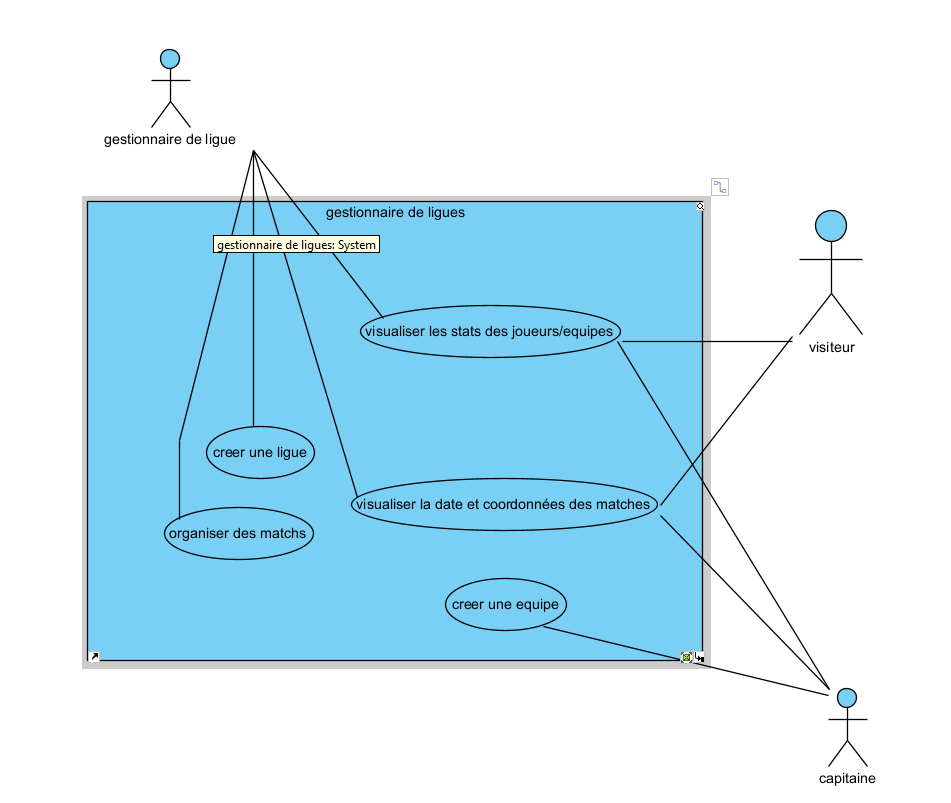 gestionnaire de ligue
gestionnaire de ligues
gestionnaire de ligues: System
visualiser les stats des joueurs/equipes
visiteur
creer une ligue
visualiser la date et coordonnées des matches
organiser des matchs
creer une equipe
capitaine